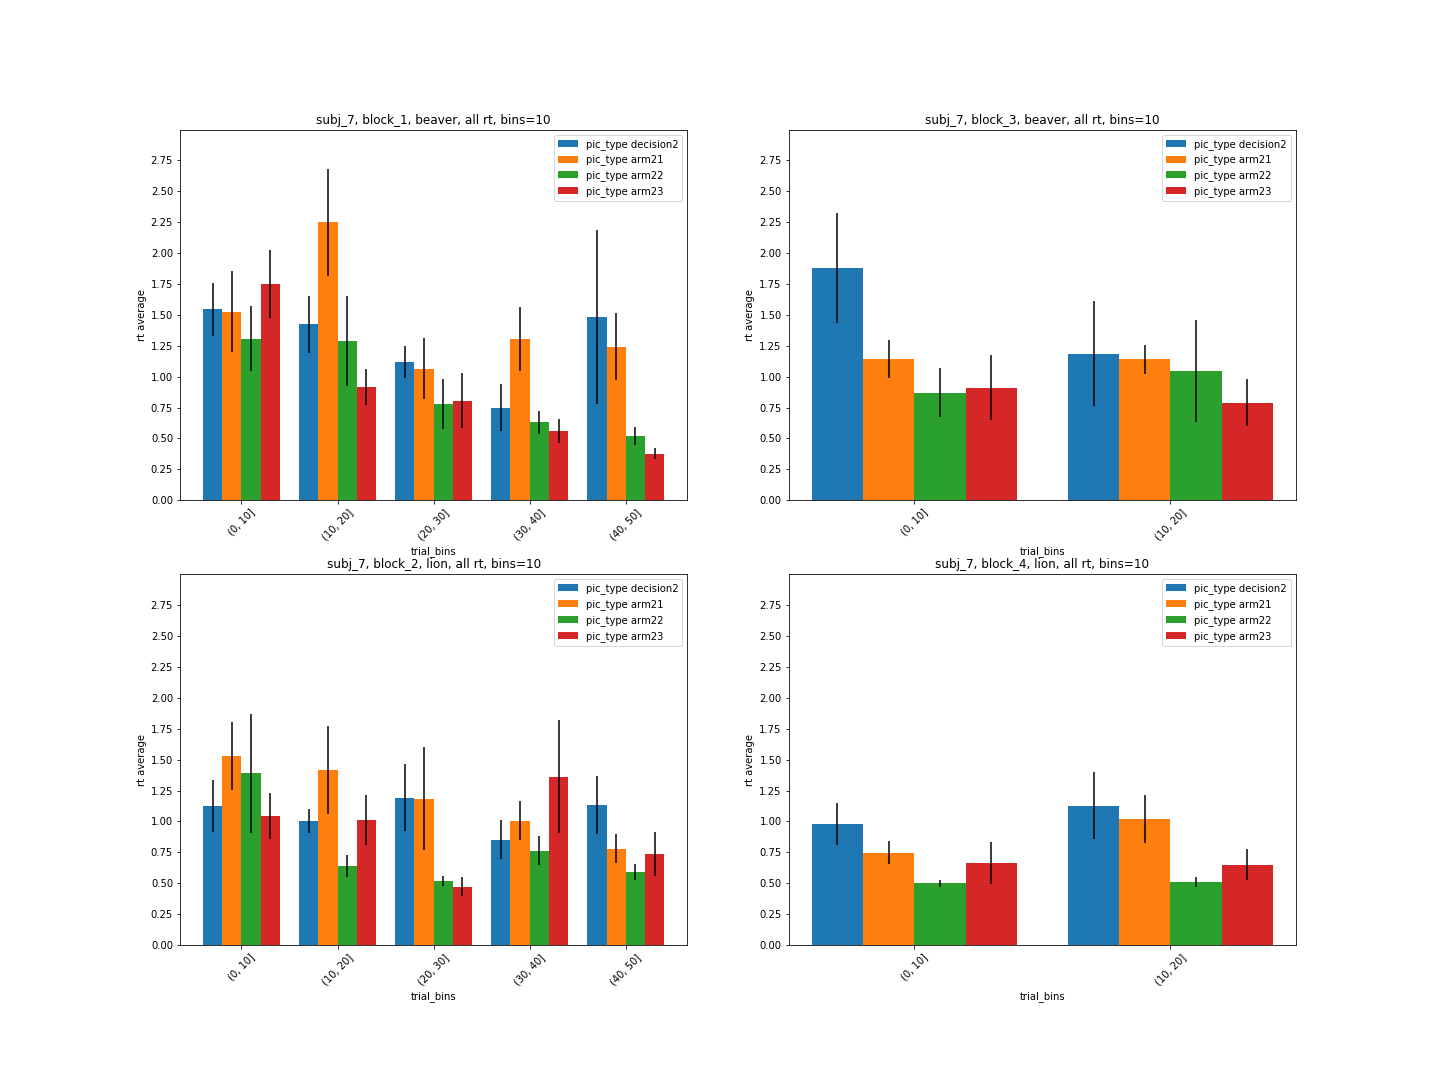 subj_7, block_1, beaver, all rt, bins=10
pic_type decision2
pic_type arm21
pic_type arm22
pic_type arm23
rt average
2.75
2.50
2.25
2.00
1.75
1.50
1.25
1.00
0.75
0.50
0.25
0.00
(0, 10]
(10, 20]
(20, 30]
(30, 40]
(40, 50]
trial_bins
subj_7, block_3, beaver, all rt, bins=10
pic_type decision2
pic_type arm21
pic_type arm22
pic_type arm23
rt average
2.75
2.50
2.25
2.00
1.75
1.50
1.25
1.00
0.75
0.50
0.25
0.00
(0, 10]
(10, 20]
trial_bins
subj_7, block_2, lion, all rt, bins=10
pic_type decision2
pic_type arm21
pic_type arm22
pic_type arm23
rt average
2.75
2.50
2.25
2.00
1.75
1.50
1.25
1.00
0.75
0.50
0.25
0.00
(0, 10]
(10, 20]
(20, 30]
(30, 40]
(40, 50]
trial_bins
subj_7, block_4, lion, all rt, bins=10
pic_type decision2
pic_type arm21
pic_type arm22
pic_type arm23
rt average
2.75
2.50
2.25
2.00
1.75
1.50
1.25
1.00
0.75
0.50
0.25
0.00
(0, 10]
(10, 20]
trial_bins